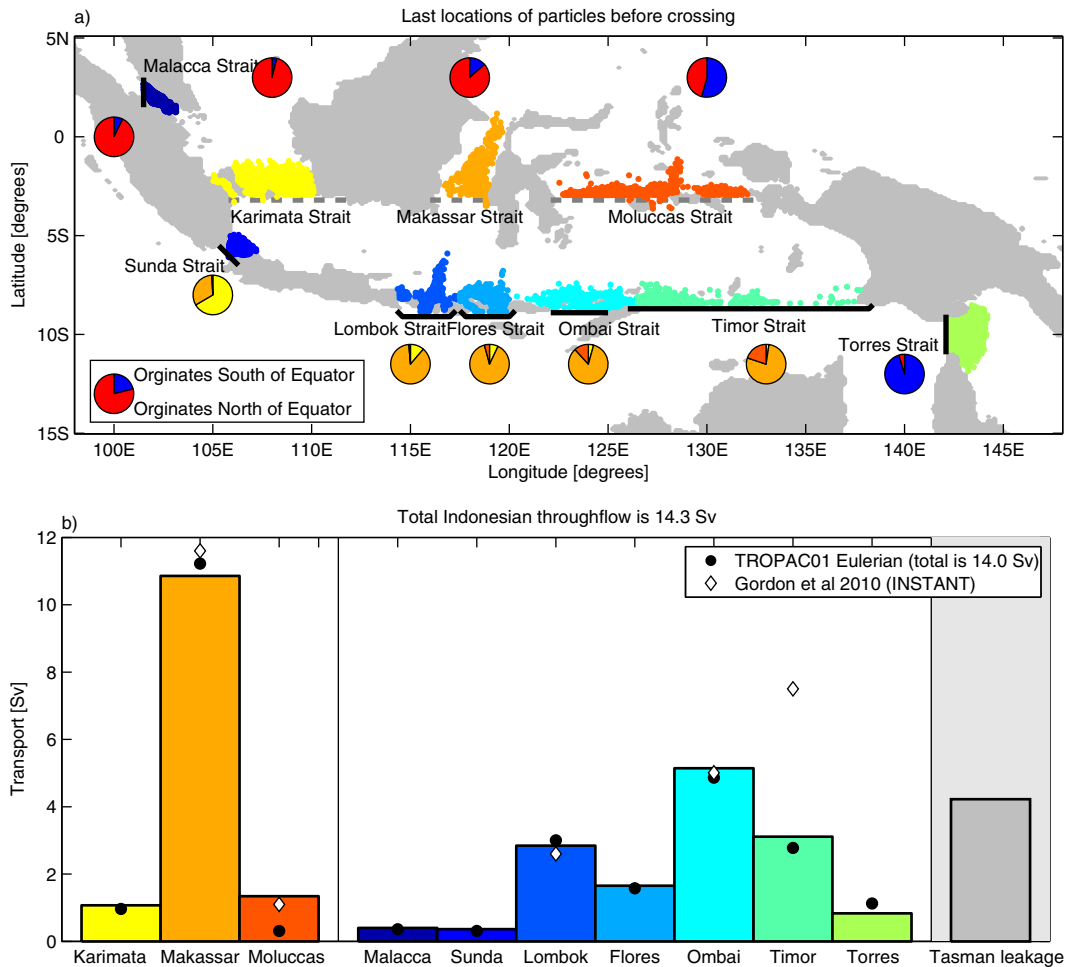 a)
Last locations of particles before crossing
5N
0
5S
10S
15S
Latitude [degrees]
Malacca Strait
Karimata Strait
Makassar Strait
Moluccas Strait
Sunda Strait
Lombok Strait
Flores Strait
Ombai Strait
Timor Strait
Torres Strait
Orginates South of Equator
Orginates North of Equator
100E 105E 110E 115E 120E 125E 130E 135E 140E 145E
Longitude [degrees]
b)
Total Indonesian throughflow is 14.3 Sv
12
10
8
6
4
2
0
Transport [Sv]
TROPAC01 Eulerian (total is 14.0 Sv)
Gordon et al 2010 (INSTANT)
Karimata Makassar Moluccas Malacca Sunda Lombok Flores Ombai Timor Torres Tasman leakage